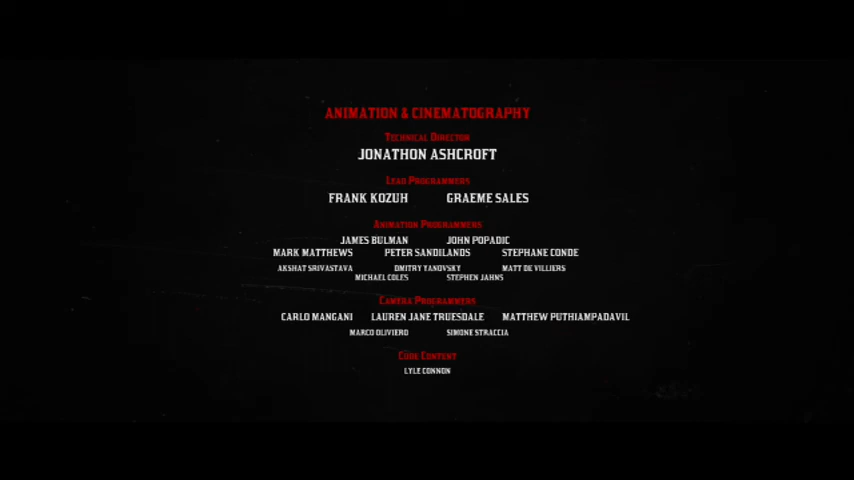 ANIMATION & CINEMATOGRAPHY
TECHNICAL DIRECTOR
JONATHON ASHCROFT
LEAD PROGRAMMERS
FRANK KOZUH GRAEME SALES
ANIMATION PROGRAMMERS
JAMES BULMAN JOHN POPADIC
MARK MATTHEWS PETER SANDILANDS STEPHANE CONDE
AKSHAT SRIVASTAVA DMITRY YANOVSKY MATT DE VILLIERS
MICHAEL COLES STEPHEN JAHNS
CAMERA PROGRAMMERS
CARLO MANGANI LAUREN JANE TRUESDALE MATTHEW PUTHIAMPADAVIL
MARCO OLIVIERO SIMONE STRACCIA
CODE CONTENT
LYLE CONNON